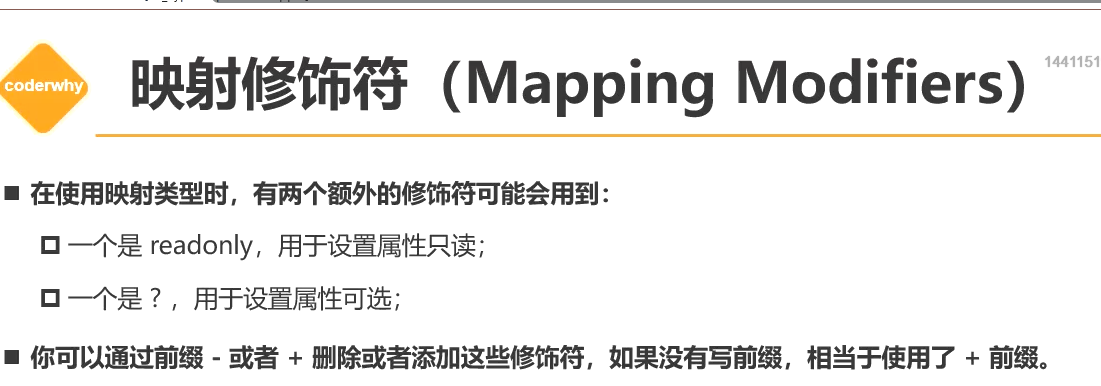 coderwhy
映射修饰符（Mapping Modifiers）
1441151
■ 在使用映射类型时，有两个额外的修饰符可能会用到：
一个是 readonly，用于设置属性只读；
一个是 ? ，用于设置属性可选；
■ 你可以通过前缀 - 或者 + 删除或者添加这些修饰符，如果没有写前缀，相当于使用了 + 前缀。